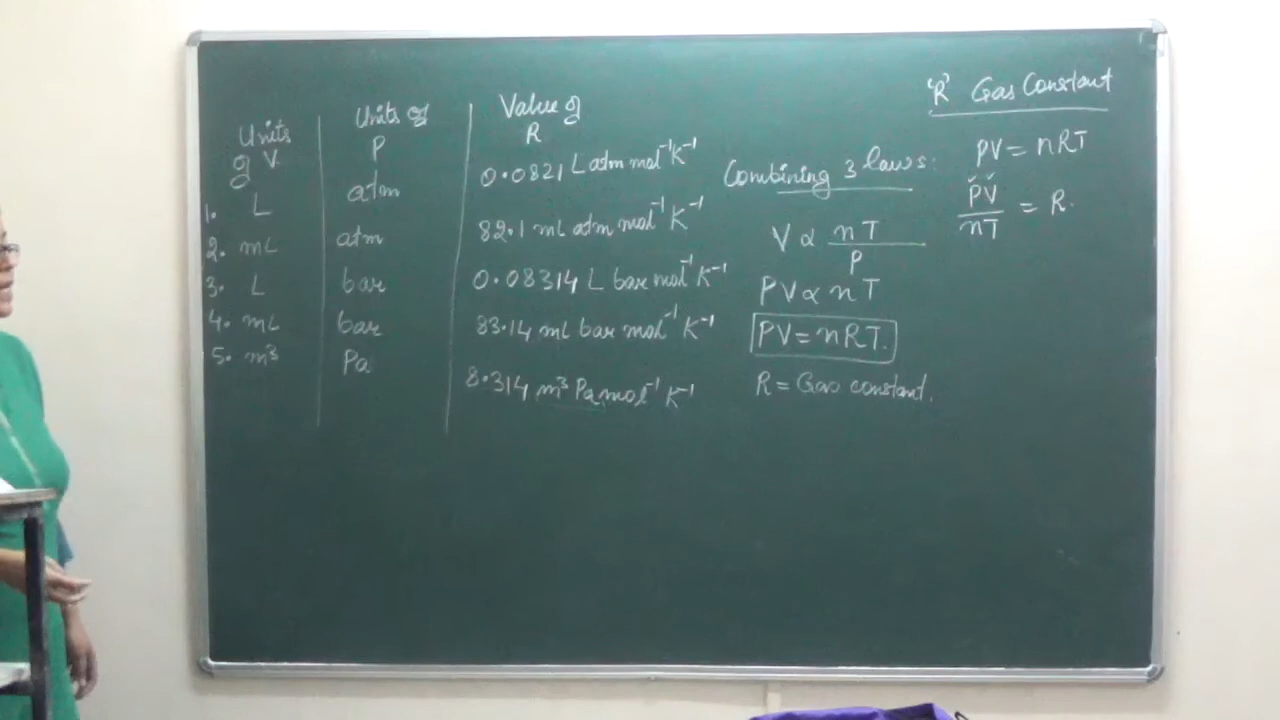 Units of V | Units of P | Value of R
1. L | atm | 0.0821 L atm mol⁻¹ K⁻¹
2. mL | atm | 82.1 mL atm mol⁻¹ K⁻¹
3. L | bar | 0.08314 L bar mol⁻¹ K⁻¹
4. mL | bar | 83.14 mL bar mol⁻¹ K⁻¹
5. m³ | Pa | 8.314 m³ Pa mol⁻¹ K⁻¹
Combining 3 laws:
V ∝ nT / P
PV ∝ nT
PV = nRT.
R = Gas constant.
'R' Gas Constant
PV = nRT
PV / nT = R.